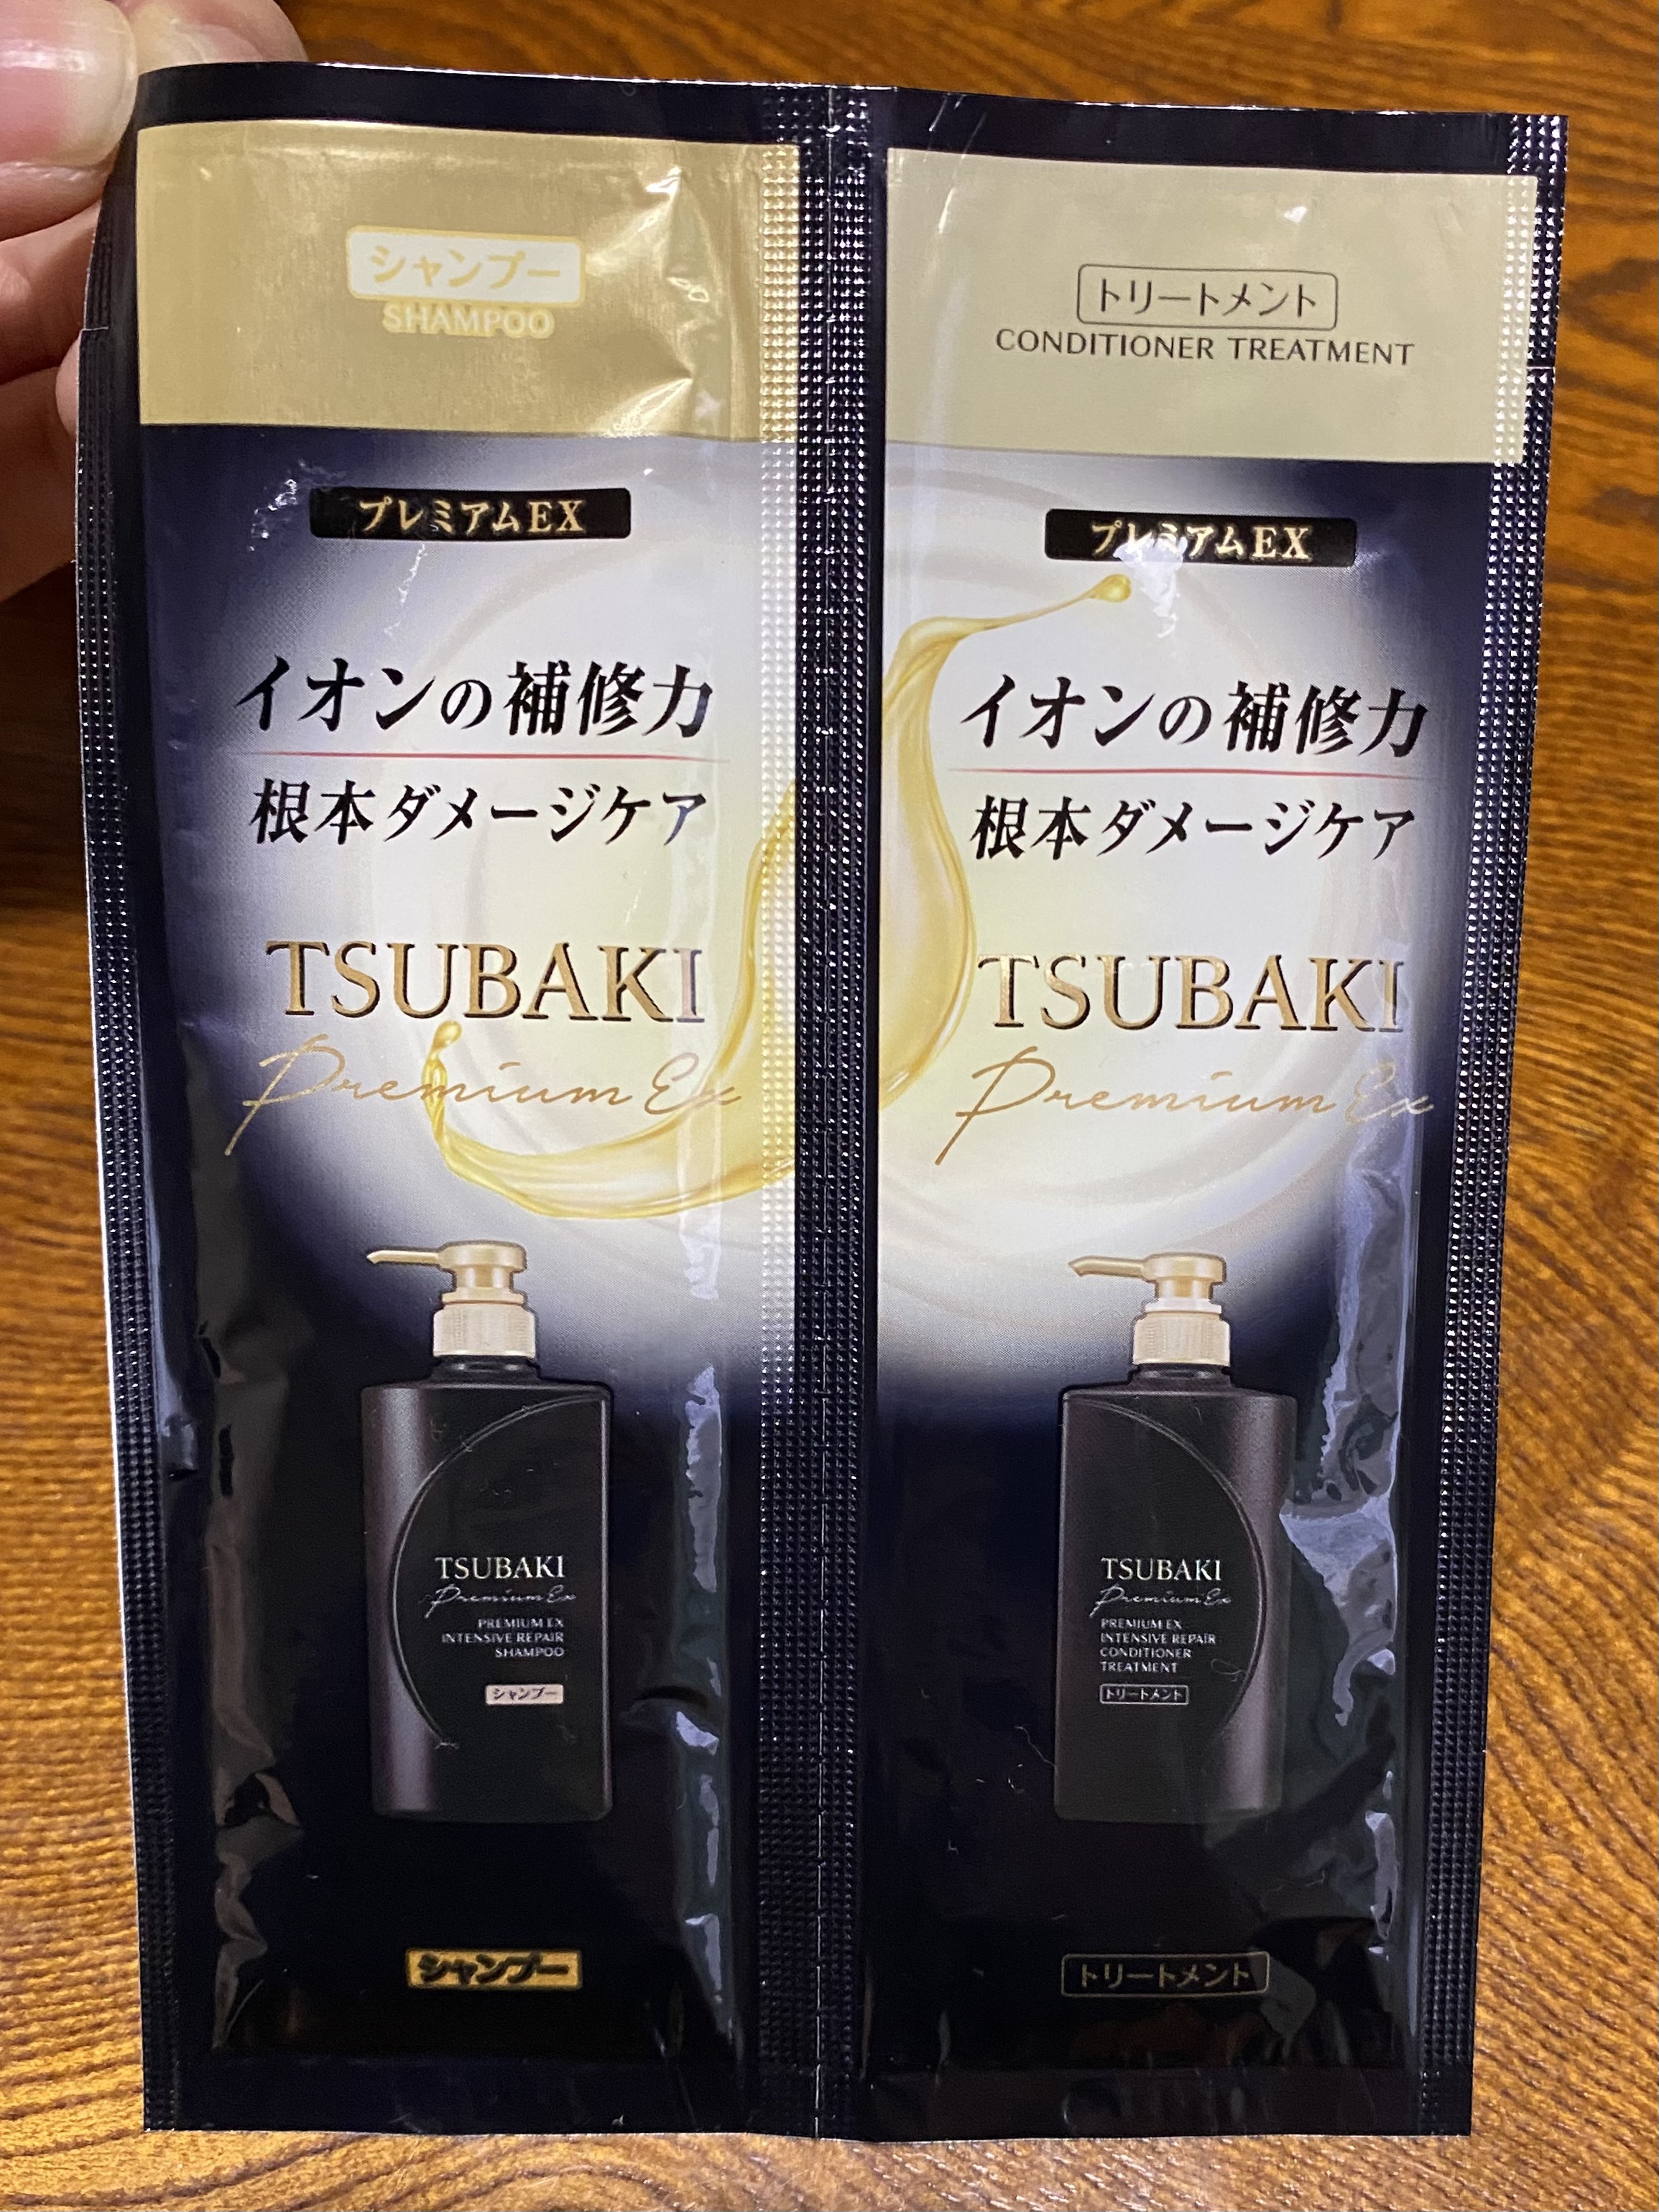 シャンプー
SHAMPOO
プレミアムEX
イオンの補修力
根本ダメージケア
TSUBAKI
Premium Ex
TSUBAKI
Premium Ex
PREMIUM EX
INTENSIVE REPAIR
SHAMPOO
シャンプー
シャンプー
トリートメント
CONDITIONER TREATMENT
プレミアムEX
イオンの補修力
根本ダメージケア
TSUBAKI
Premium Ex
TSUBAKI
Premium Ex
PREMIUM EX
INTENSIVE REPAIR
CONDITIONER
TREATMENT
トリートメント
トリートメント